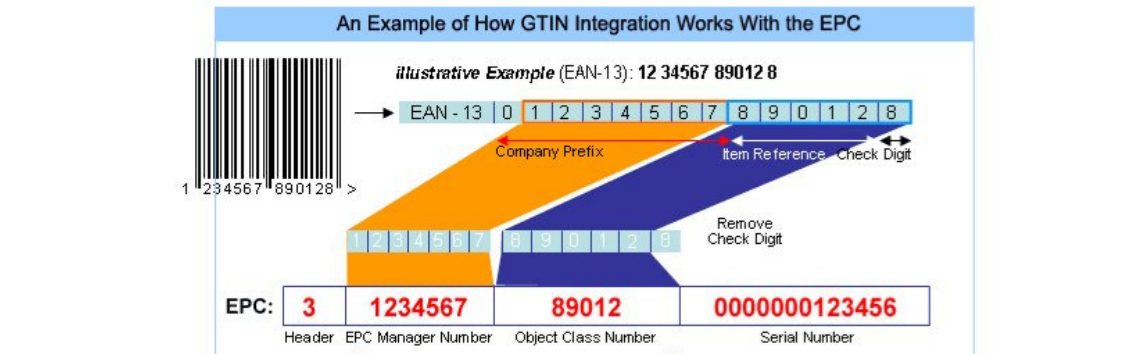 An Example of How GTIN Integration Works With the EPC
illustrative Example (EAN-13): 12 34567 89012 8
EAN - 13 0 1 2 3 4 5 6 7 8 9 0 1 2 8
Company Prefix Item Reference Check Digit
1 234567 890128 >
Remove
Check Digit
1 2 3 4 5 6 7 8 9 0 1 2 8
EPC: 3 1234567 89012 0000000123456
Header EPC Manager Number Object Class Number Serial Number